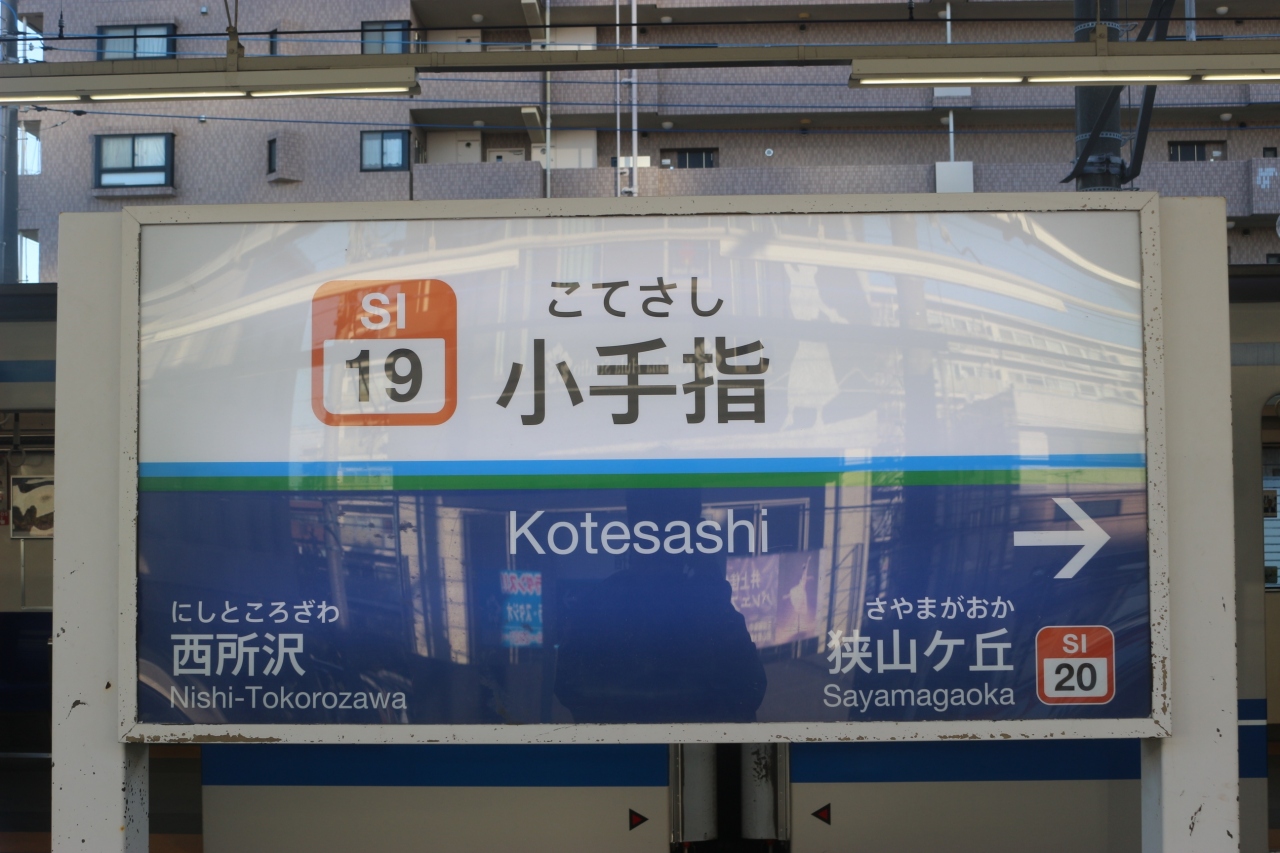 SI
19
こてさし
小手指
Kotesashi
にしところざわ
西所沢
Nishi-Tokorozawa
さやまがおか
狭山ケ丘
Sayamagaoka
SI
20